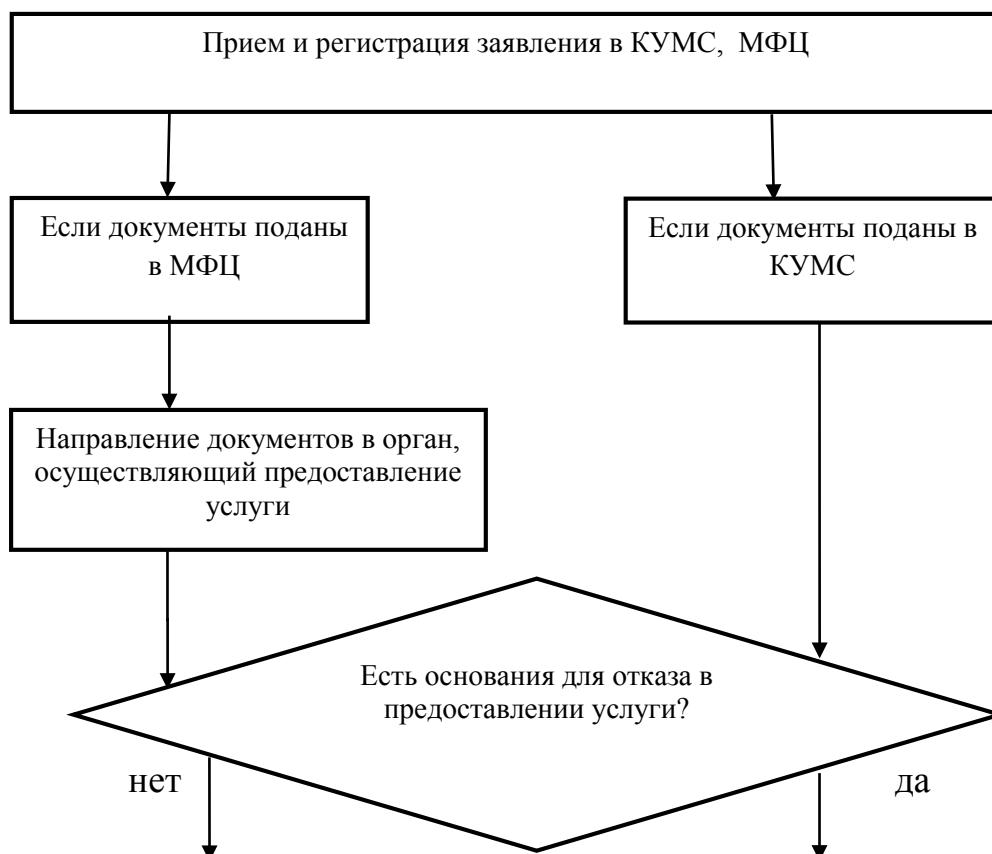 Прием и регистрация заявления в КУМС, МФЦ
Если документы поданы
в МФЦ
Если документы поданы в
КУМС
Направление документов в орган,
осуществляющий предоставление
услуги
Есть основания для отказа в
предоставлении услуги?
нет
да